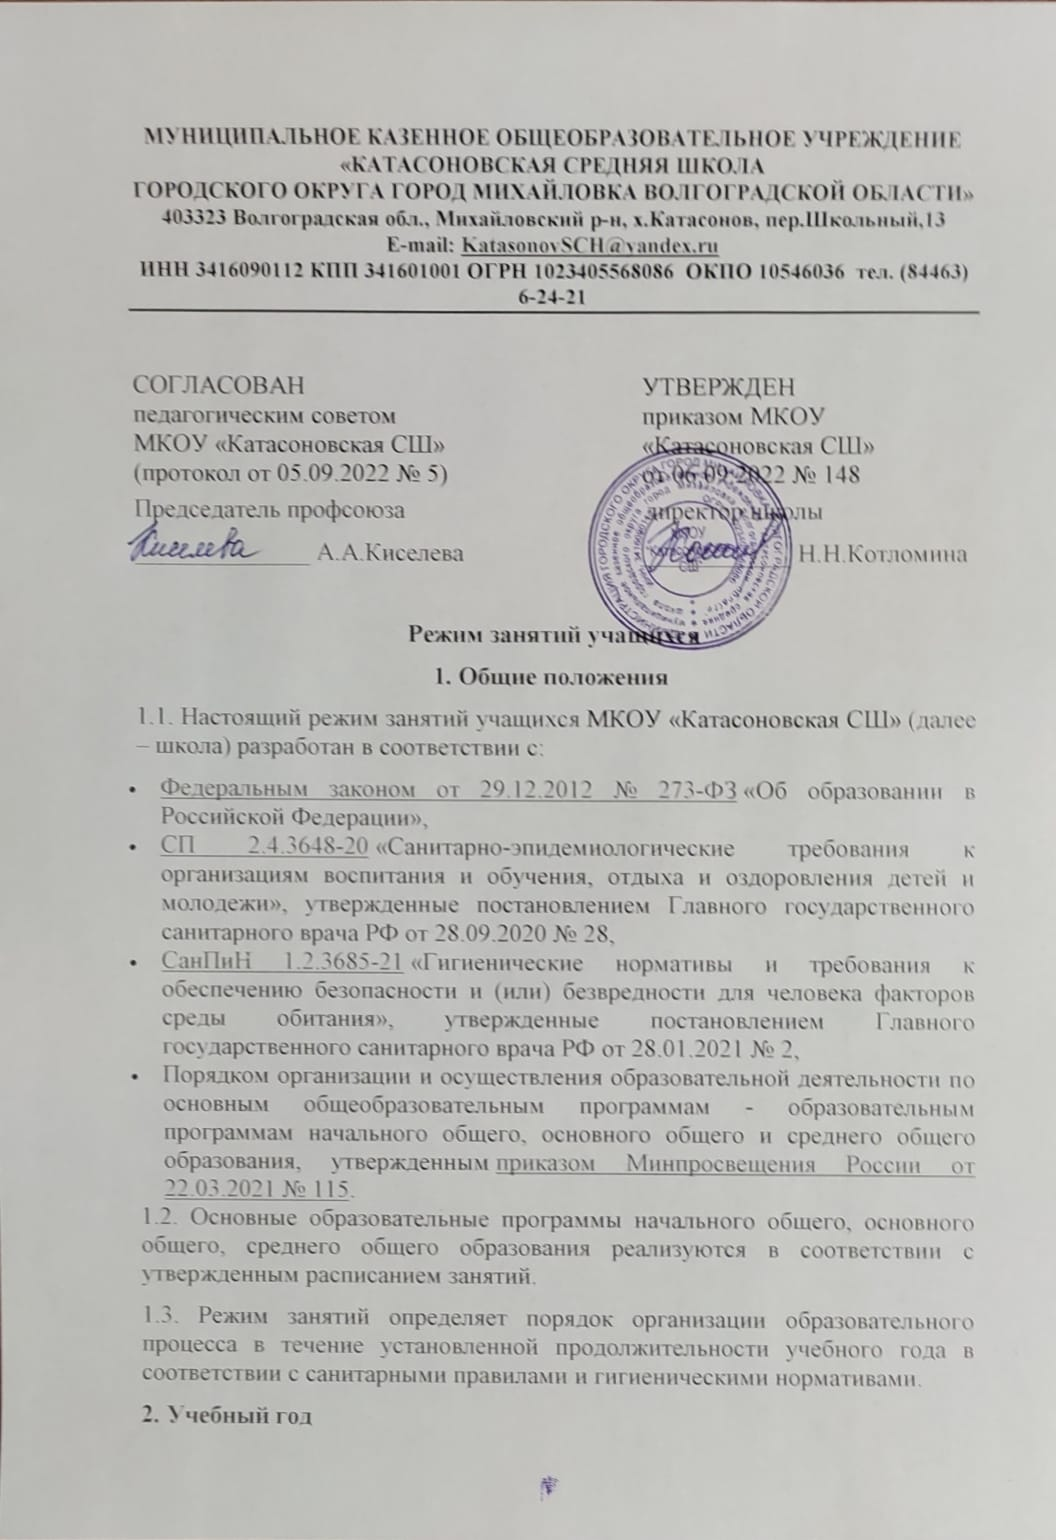 МУНИЦИПАЛЬНОЕ КАЗЕННОЕ ОБЩЕОБРАЗОВАТЕЛЬНОЕ УЧРЕЖДЕНИЕ
«КАТАСОНОВСКАЯ СРЕДНЯЯ ШКОЛА
ГОРОДСКОГО ОКРУГА ГОРОД МИХАЙЛОВКА ВОЛГОГРАДСКОЙ ОБЛАСТИ»
403323 Волгоградская обл., Михайловский р-н, х.Катасонов, пер.Школьный,13
E-mail: KatasonovSCH@yandex.ru
ИНН 3416090112 КПП 341601001 ОГРН 1023405568086 ОКПО 10546036 тел. (84463)
6-24-21
СОГЛАСОВАН
педагогическим советом
МКОУ «Катасоновская СШ»
(протокол от 05.09.2022 № 5)
Председатель профсоюза
Киселева А.А.Киселева
УТВЕРЖДЕН
приказом МКОУ
«Катасоновская СШ»
от 06.09.2022 № 148
директор школы
Н.Н.Котломина
Режим занятий учащихся
1. Общие положения
1.1. Настоящий режим занятий учащихся МКОУ «Катасоновская СШ» (далее
– школа) разработан в соответствии с:
• Федеральным законом от 29.12.2012 № 273-ФЗ «Об образовании в
Российской Федерации»,
• СП 2.4.3648-20 «Санитарно-эпидемиологические требования к
организациям воспитания и обучения, отдыха и оздоровления детей и
молодежи», утвержденные постановлением Главного государственного
санитарного врача РФ от 28.09.2020 № 28,
• СанПиН 1.2.3685-21 «Гигиенические нормативы и требования к
обеспечению безопасности и (или) безвредности для человека факторов
среды обитания», утвержденные постановлением Главного
государственного санитарного врача РФ от 28.01.2021 № 2,
• Порядком организации и осуществления образовательной деятельности по
основным общеобразовательным программам - образовательным
программам начального общего, основного общего и среднего общего
образования, утвержденным приказом Минпросвещения России от
22.03.2021 № 115.
1.2. Основные образовательные программы начального общего, основного
общего, среднего общего образования реализуются в соответствии с
утвержденным расписанием занятий.
1.3. Режим занятий определяет порядок организации образовательного
процесса в течение установленной продолжительности учебного года в
соответствии с санитарными правилами и гигиеническими нормативами.
2. Учебный год